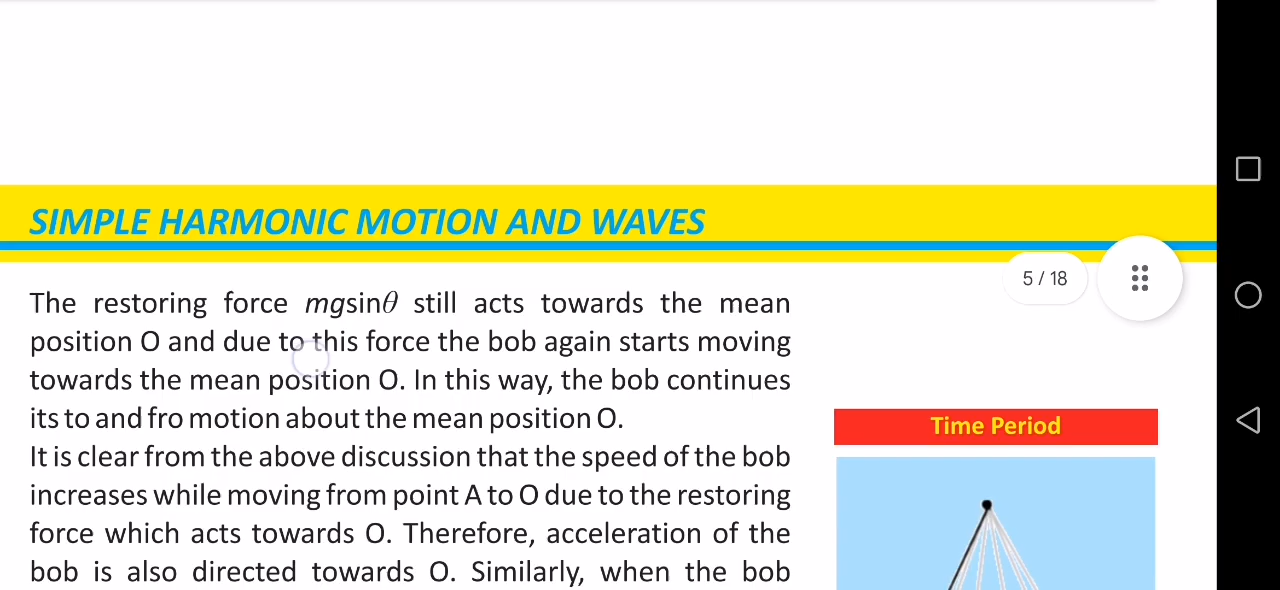 SIMPLE HARMONIC MOTION AND WAVES
5 / 18
The restoring force mgsinθ still acts towards the mean
position O and due to this force the bob again starts moving
towards the mean position O. In this way, the bob continues
its to and fro motion about the mean position O.
It is clear from the above discussion that the speed of the bob
increases while moving from point A to O due to the restoring
force which acts towards O. Therefore, acceleration of the
bob is also directed towards O. Similarly, when the bob
Time Period